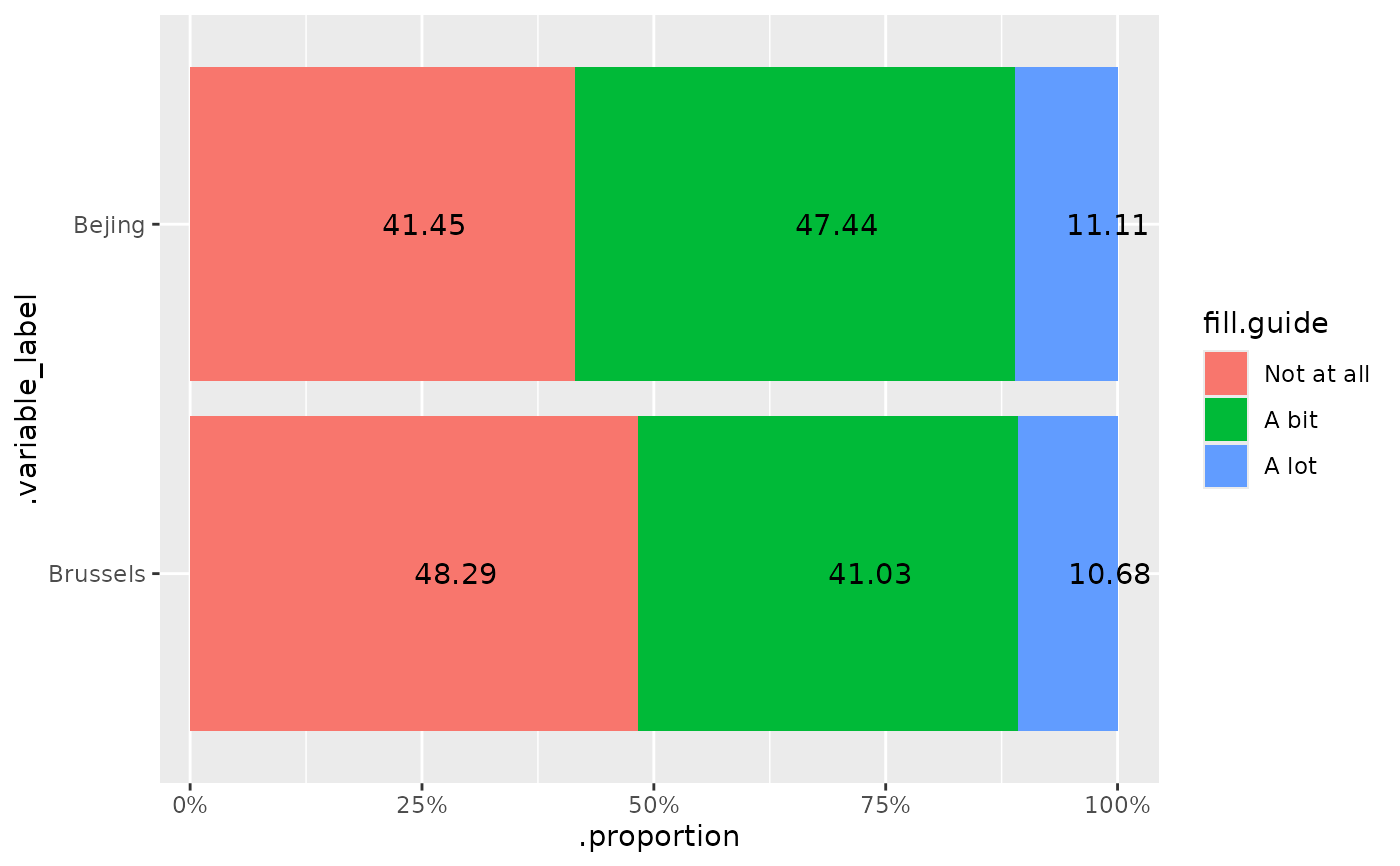 .variable_label
Bejing
41.45 47.44 11.11
Brussels
48.29 41.03 10.68
0% 25% 50% 75% 100%
.proportion
fill.guide
Not at all
A bit
A lot